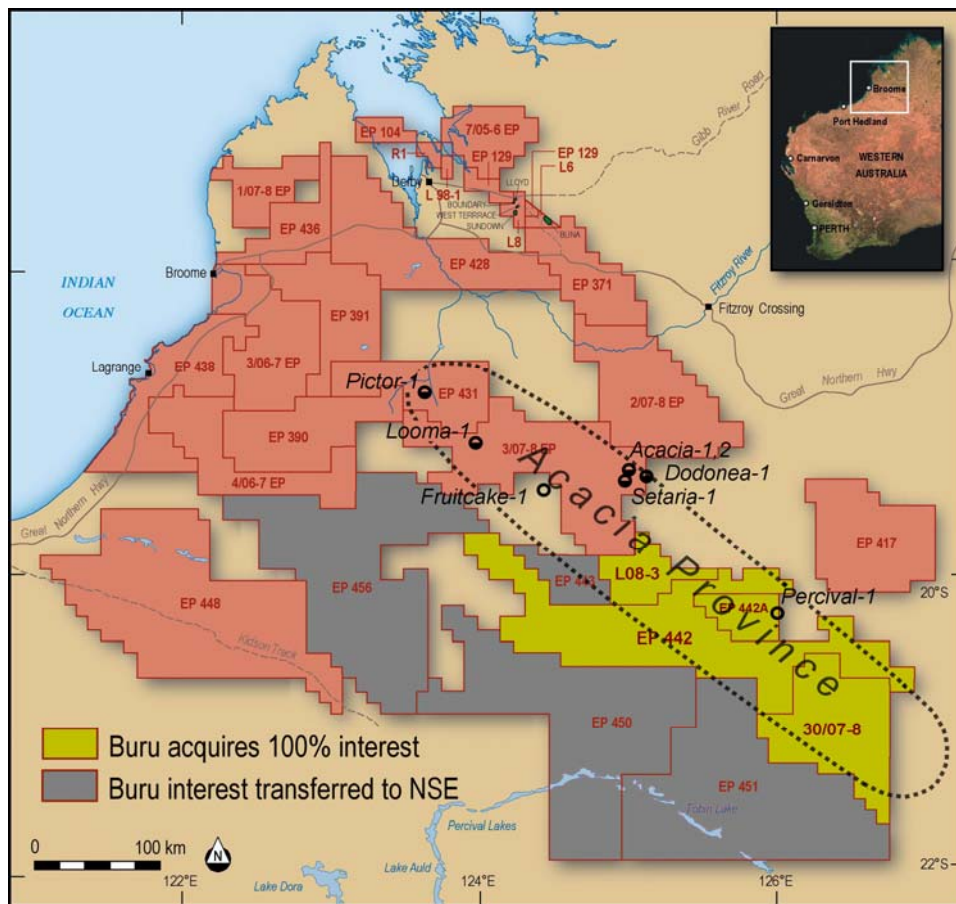 Broome
Port Hedland
Carnarvon
WESTERN
AUSTRALIA
Geraldton
PERTH
Gibb River Road
EP 104
7/05-6 EP
R1
EP 129
EP 129
L6
Derby
L 98-1
LLOYD
BOUNDARY
WEST TERRRACE
SUNDOWN
BLINA
L8
1/07-8 EP
EP 436
EP 428
EP 371
Broome
INDIAN
OCEAN
Fitzroy River
Fitzroy Crossing
EP 391
3/06-7 EP
EP 438
Lagrange
Great Northern Hwy
Pictor-1
EP 431
2/07-8 EP
EP 390
Looma-1
3/07-8 EP
Acacia-1,2
Dodonea-1
Setaria-1
Fruitcake-1
4/06-7 EP
Great Northern Hwy
Acacia Province
EP 417
EP 443
L08-3
20°S
EP 456
EP 448
EP 442A
Percival-1
EP 442
Kidson Track
30/07-8
EP 450
EP 451
Tobin Lake
Buru acquires 100% interest
Buru interest transferred to NSE
Percival Lakes
0 100 km
N
Lake Auld
Lake Dora
22°S
122°E
124°E
126°E